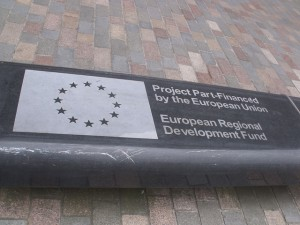 Project Part-Financed
by the European Union
European Regional
Development Fund